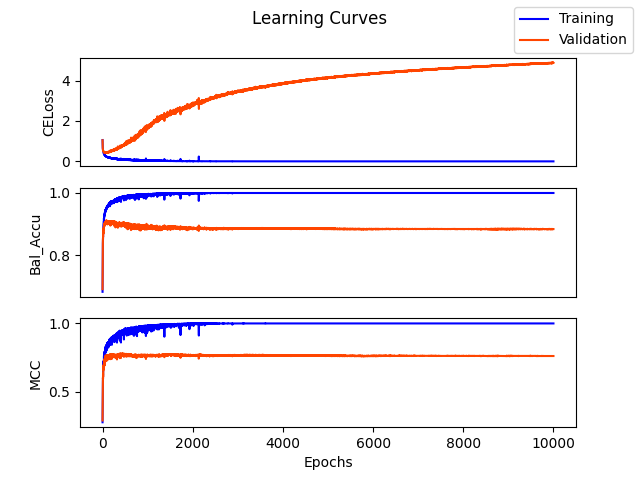 Learning Curves
Training
Validation
CELoss
4
2
0
Bal_Accu
1.0
0.8
MCC
1.0
0.5
0 2000 4000 6000 8000 10000
Epochs